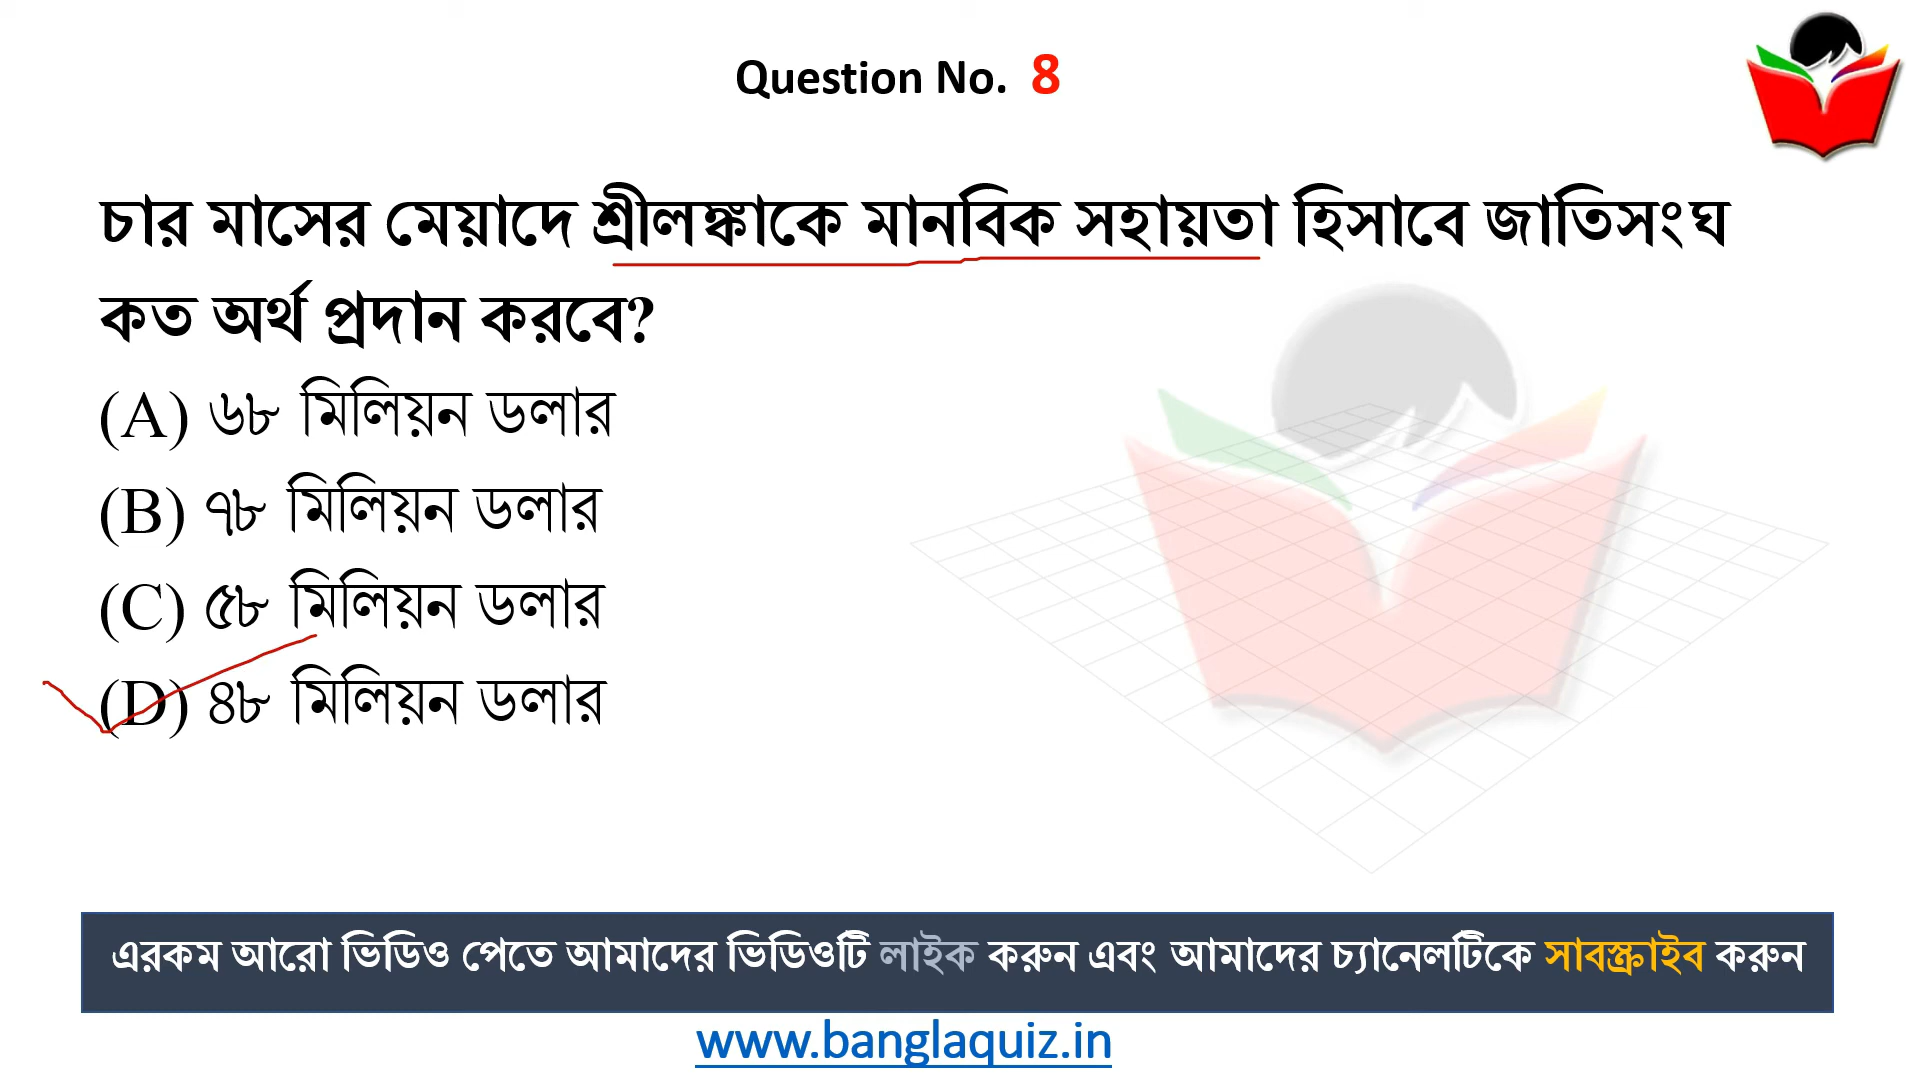 Question No. 8
চার মাসের মেয়াদে শ্রীলঙ্কাকে মানবিক সহায়তা হিসাবে জাতিসংঘ
কত অর্থ প্রদান করবে?
(A) ৬৮ মিলিয়ন ডলার
(B) ৭৮ মিলিয়ন ডলার
(C) ৫৮ মিলিয়ন ডলার
(D) ৪৮ মিলিয়ন ডলার
এরকম আরো ভিডিও পেতে আমাদের ভিডিওটি লাইক করুন এবং আমাদের চ্যানেলটিকে সাবস্ক্রাইব করুন
www.banglaquiz.in